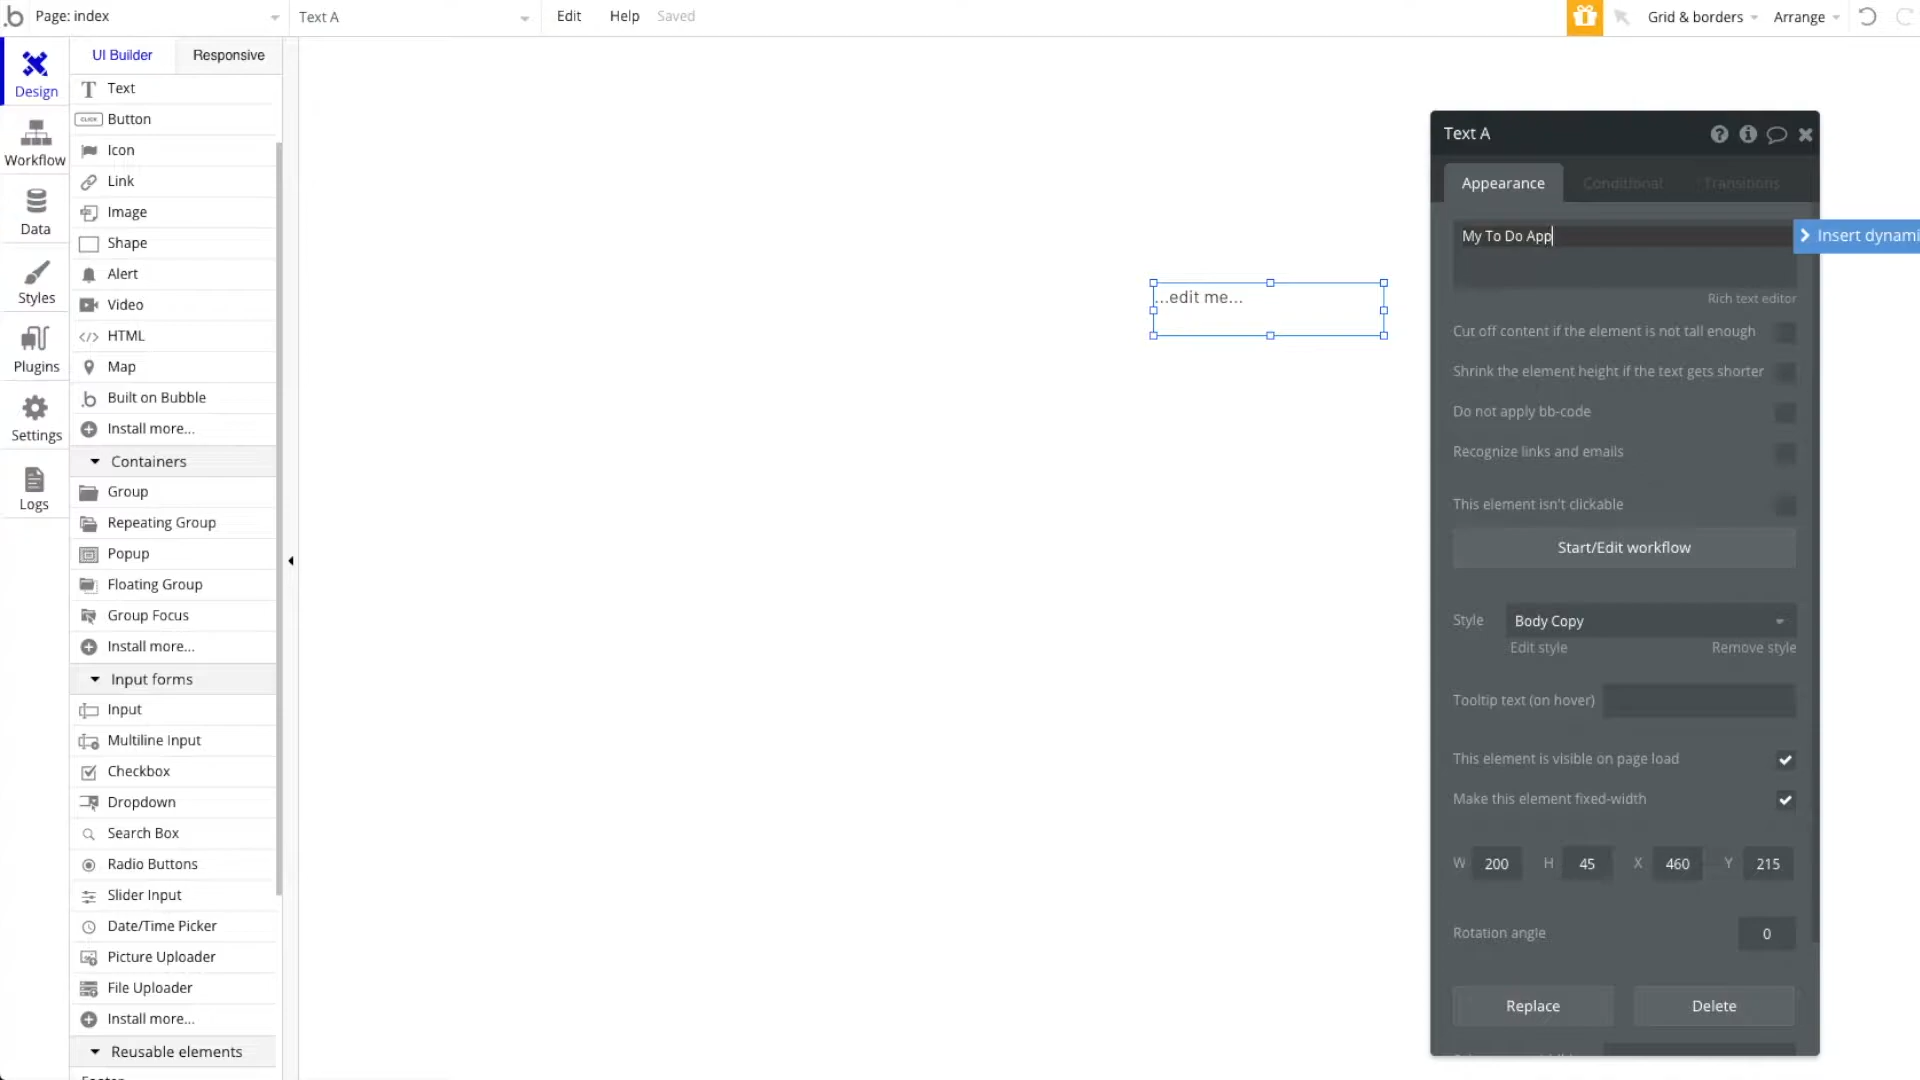 Page: index
Text A
Edit
Help
Saved
Grid & borders
Arrange
UI Builder
Responsive
Design
Workflow
Data
Styles
Plugins
Settings
Logs
Text
CLICK Button
Icon
Link
Image
Shape
Alert
Video
HTML
Map
Built on Bubble
Install more...
Containers
Group
Repeating Group
Popup
Floating Group
Group Focus
Install more...
Input forms
Input
Multiline Input
Checkbox
Dropdown
Search Box
Radio Buttons
Slider Input
Date/Time Picker
Picture Uploader
File Uploader
Install more...
Reusable elements
...edit me...
Text A
Appearance
Conditional
Transitions
My To Do App
Insert dynami
Rich text editor
Cut off content if the element is not tall enough
Shrink the element height if the text gets shorter
Do not apply bb-code
Recognize links and emails
This element isn't clickable
Start/Edit workflow
Style
Body Copy
Edit style
Remove style
Tooltip text (on hover)
This element is visible on page load
Make this element fixed-width
W 200 H 45 X 460 Y 215
Rotation angle 0
Replace
Delete